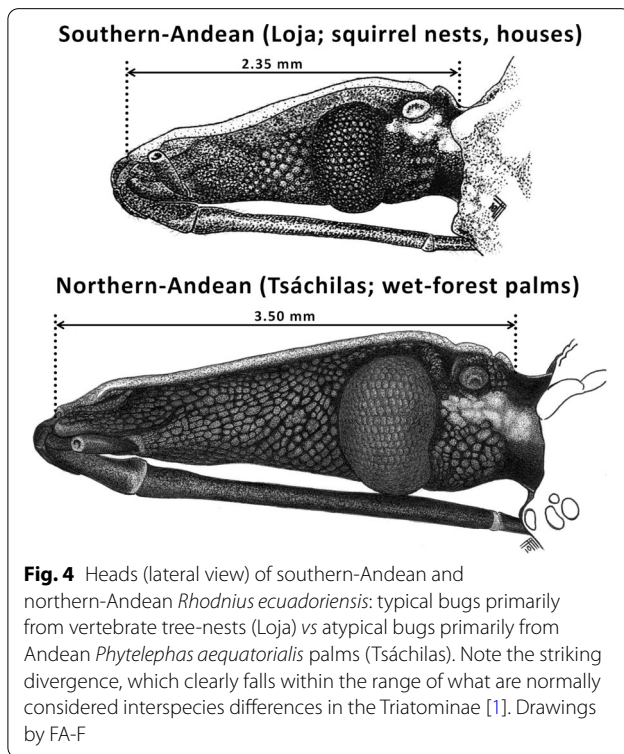 Southern-Andean (Loja; squirrel nests, houses)
2.35 mm
Northern-Andean (Tsáchilas; wet-forest palms)
3.50 mm
Fig. 4 Heads (lateral view) of southern-Andean and
northern-Andean Rhodnius ecuadoriensis: typical bugs primarily
from vertebrate tree-nests (Loja) vs atypical bugs primarily from
Andean Phytelephas aequatorialis palms (Tsáchilas). Note the striking
divergence, which clearly falls within the range of what are normally
considered interspecies differences in the Triatominae [1]. Drawings
by FA-F